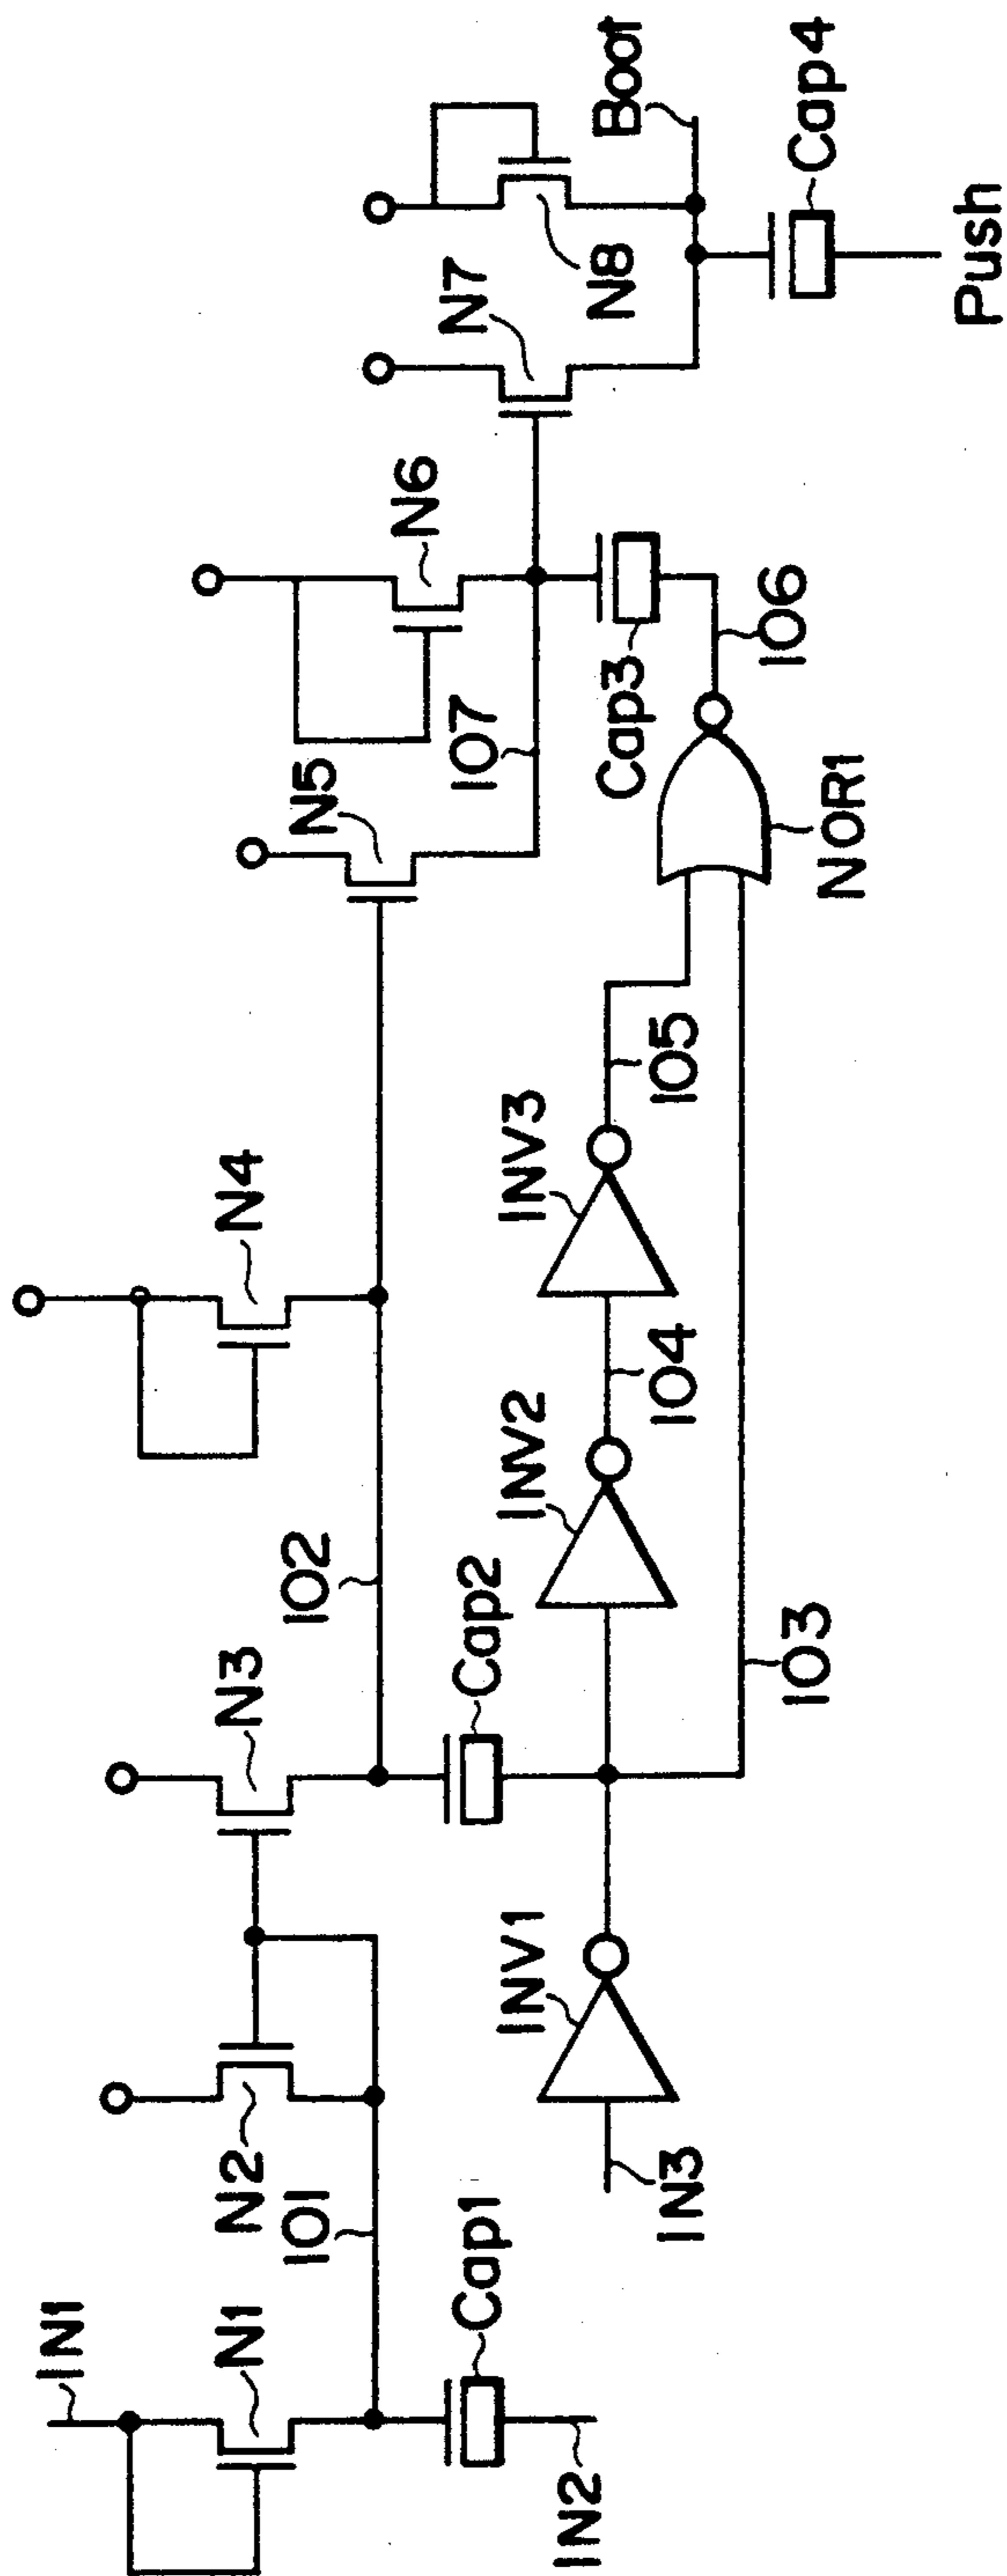 IN1
N1
IN2
Cap1
101
N2
N3
102
Cap2
IN3
INV1
103
N4
INV2
104
INV3
105
N5
107
N6
Cap3
NOR1
106
N7
N8
Boot
Cap4
Push